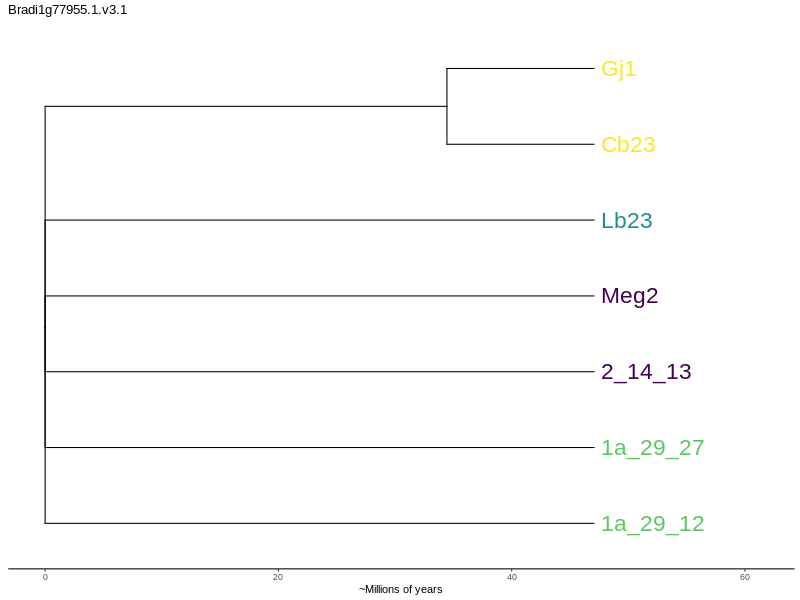 Bradi1g77955.1.v3.1
Gj1
Cb23
Lb23
Meg2
2_14_13
1a_29_27
1a_29_12
0 20 40 60
~Millions of years